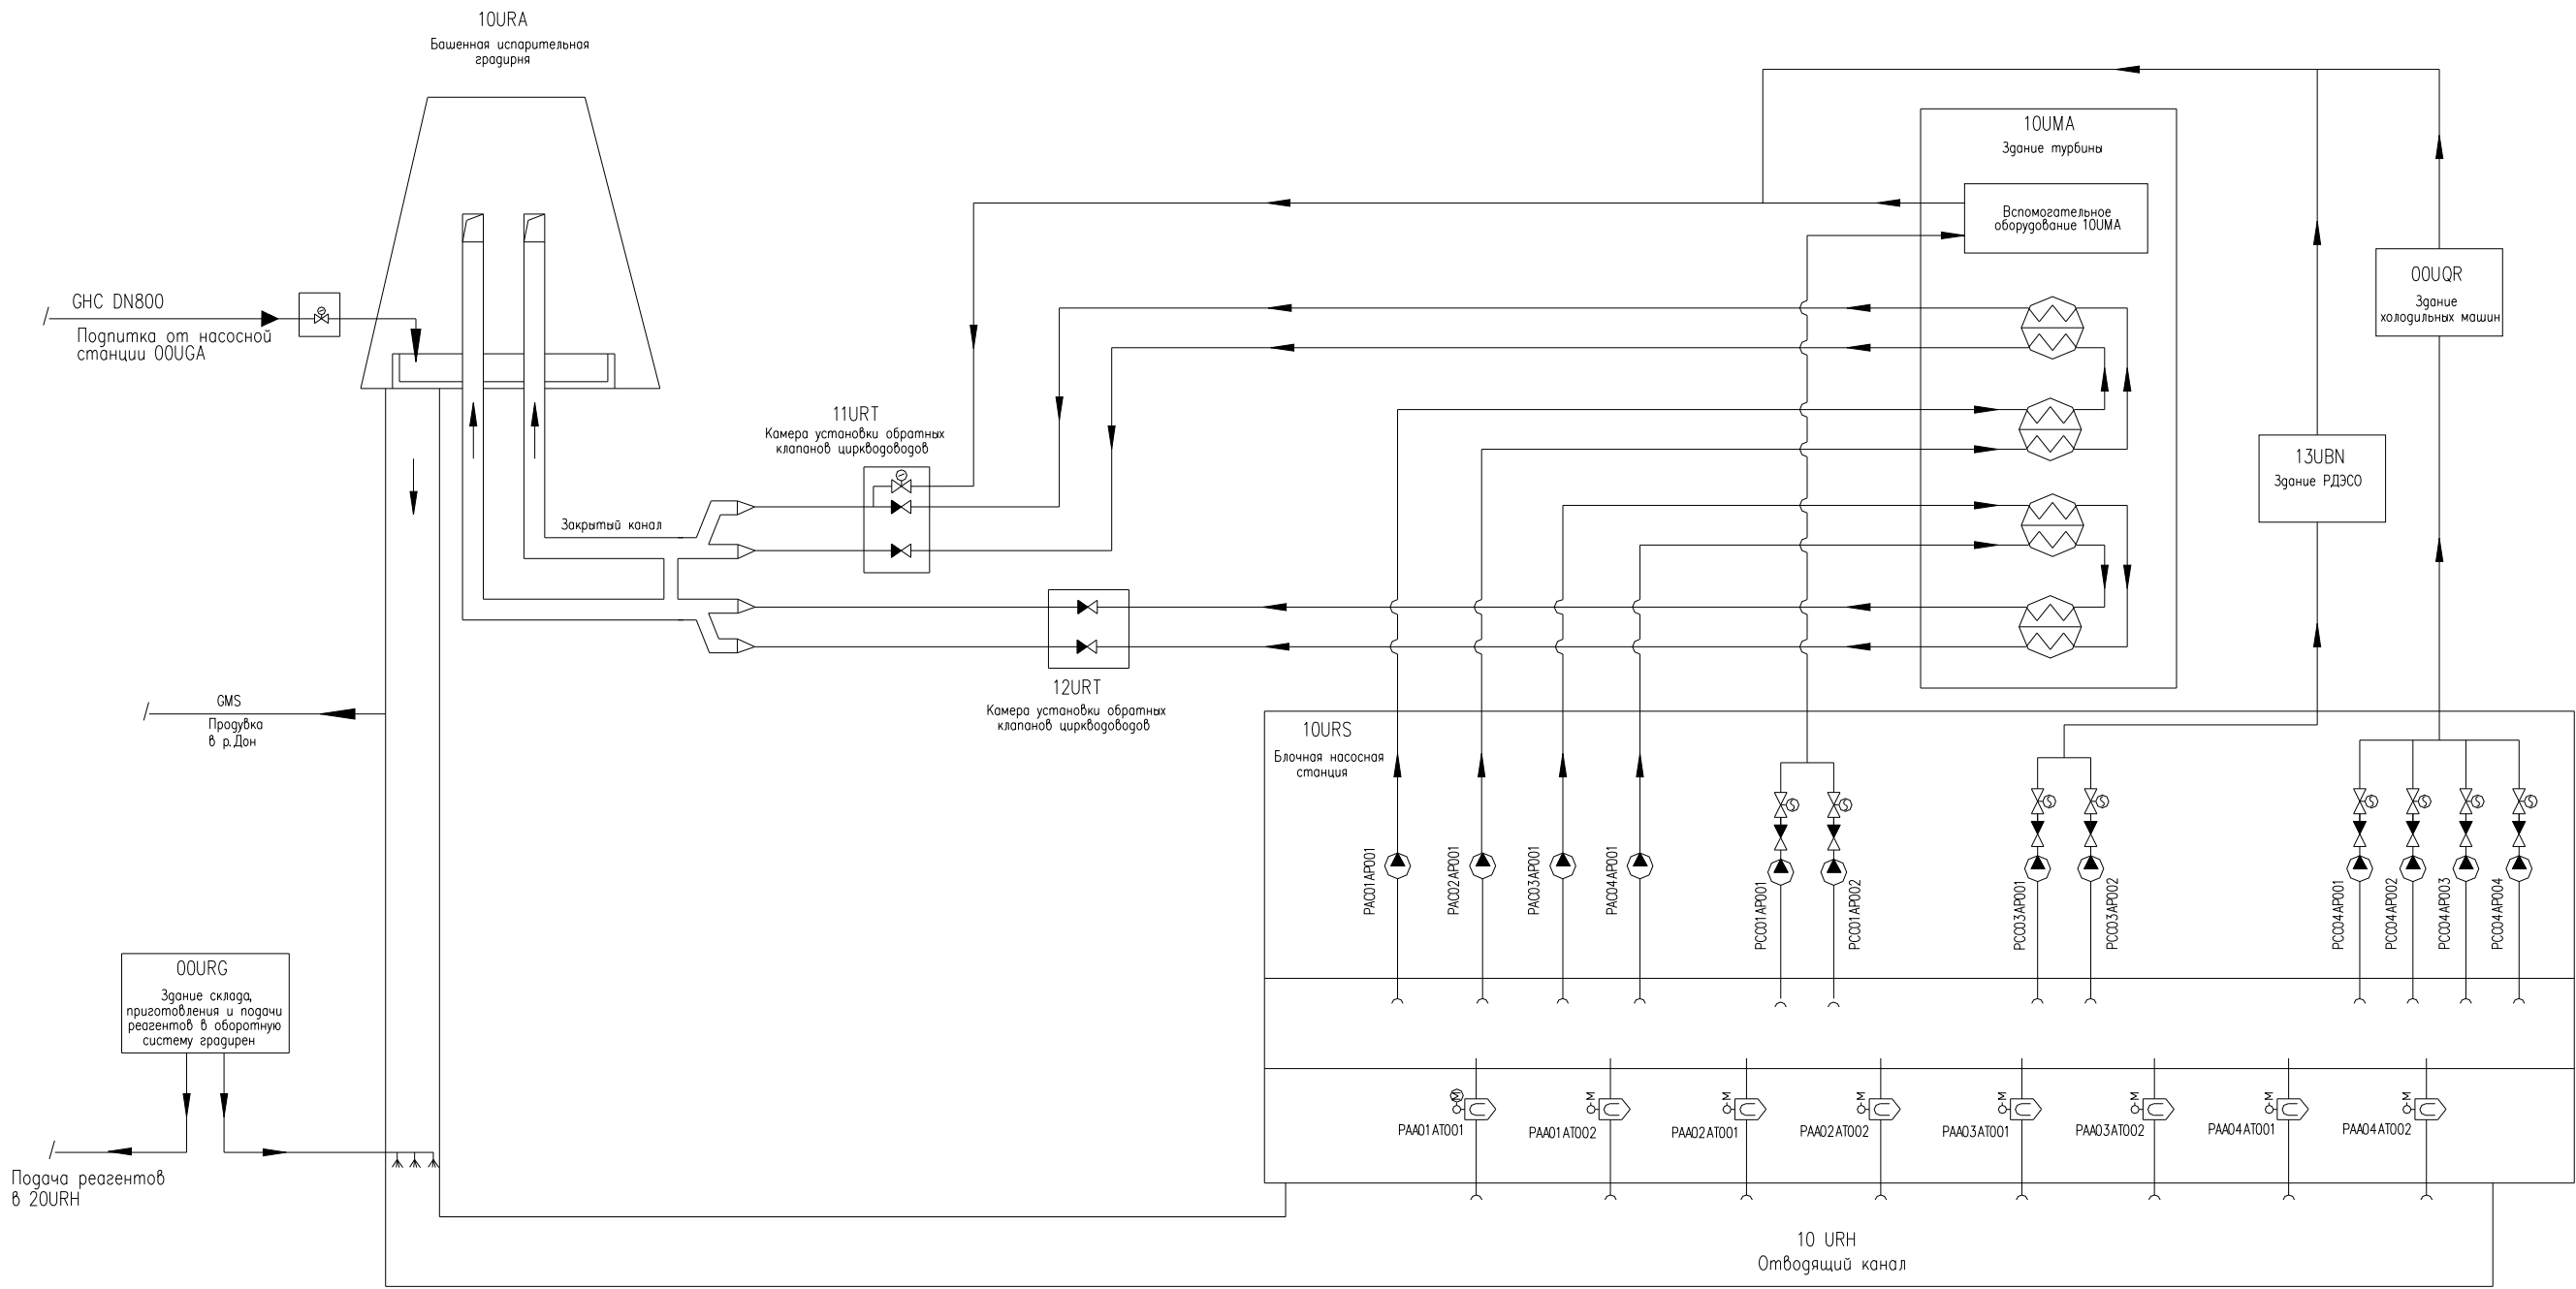 10URA
Башенная испарительная
градирня
GHC DN800
Подпитка от насосной
станции 00UGA
11URT
Камера установки обратных
клапанов циркводоводов
Закрытый канал
12URT
Камера установки обратных
клапанов циркводоводов
10UMA
Здание турбины
Вспомогательное
оборудование 10UMA
00UQR
Здание
холодильных машин
13UBN
Здание РДЭСО
GMS
Продувка
в р.Дон
10URS
Блочная насосная
станция
PAC01AP001
PAC02AP001
PAC03AP001
PAC04AP001
PCC01AP001
PCC01AP002
PCC03AP001
PCC03AP002
PCC04AP001
PCC04AP002
PCC04AP003
PCC04AP004
00URG
Здание склада,
приготовления и подачи
реагентов в оборотную
систему градирен
Подача реагентов
в 20URH
M
M
M
M
M
M
M
M
PAA01AT001
PAA01AT002
PAA02AT001
PAA02AT002
PAA03AT001
PAA03AT002
PAA04AT001
PAA04AT002
10 URH
Отводящий канал